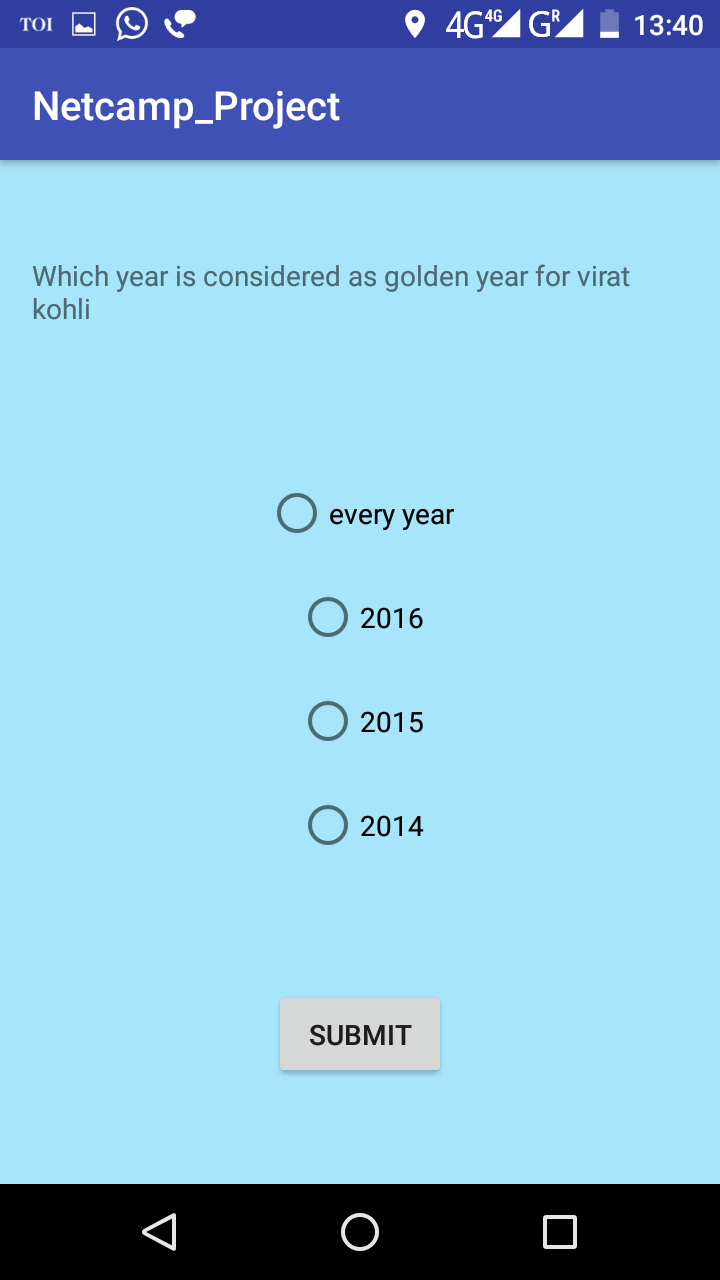 TOI 4G 4G G R 13:40
Netcamp_Project
Which year is considered as golden year for virat
kohli
every year
2016
2015
2014
SUBMIT